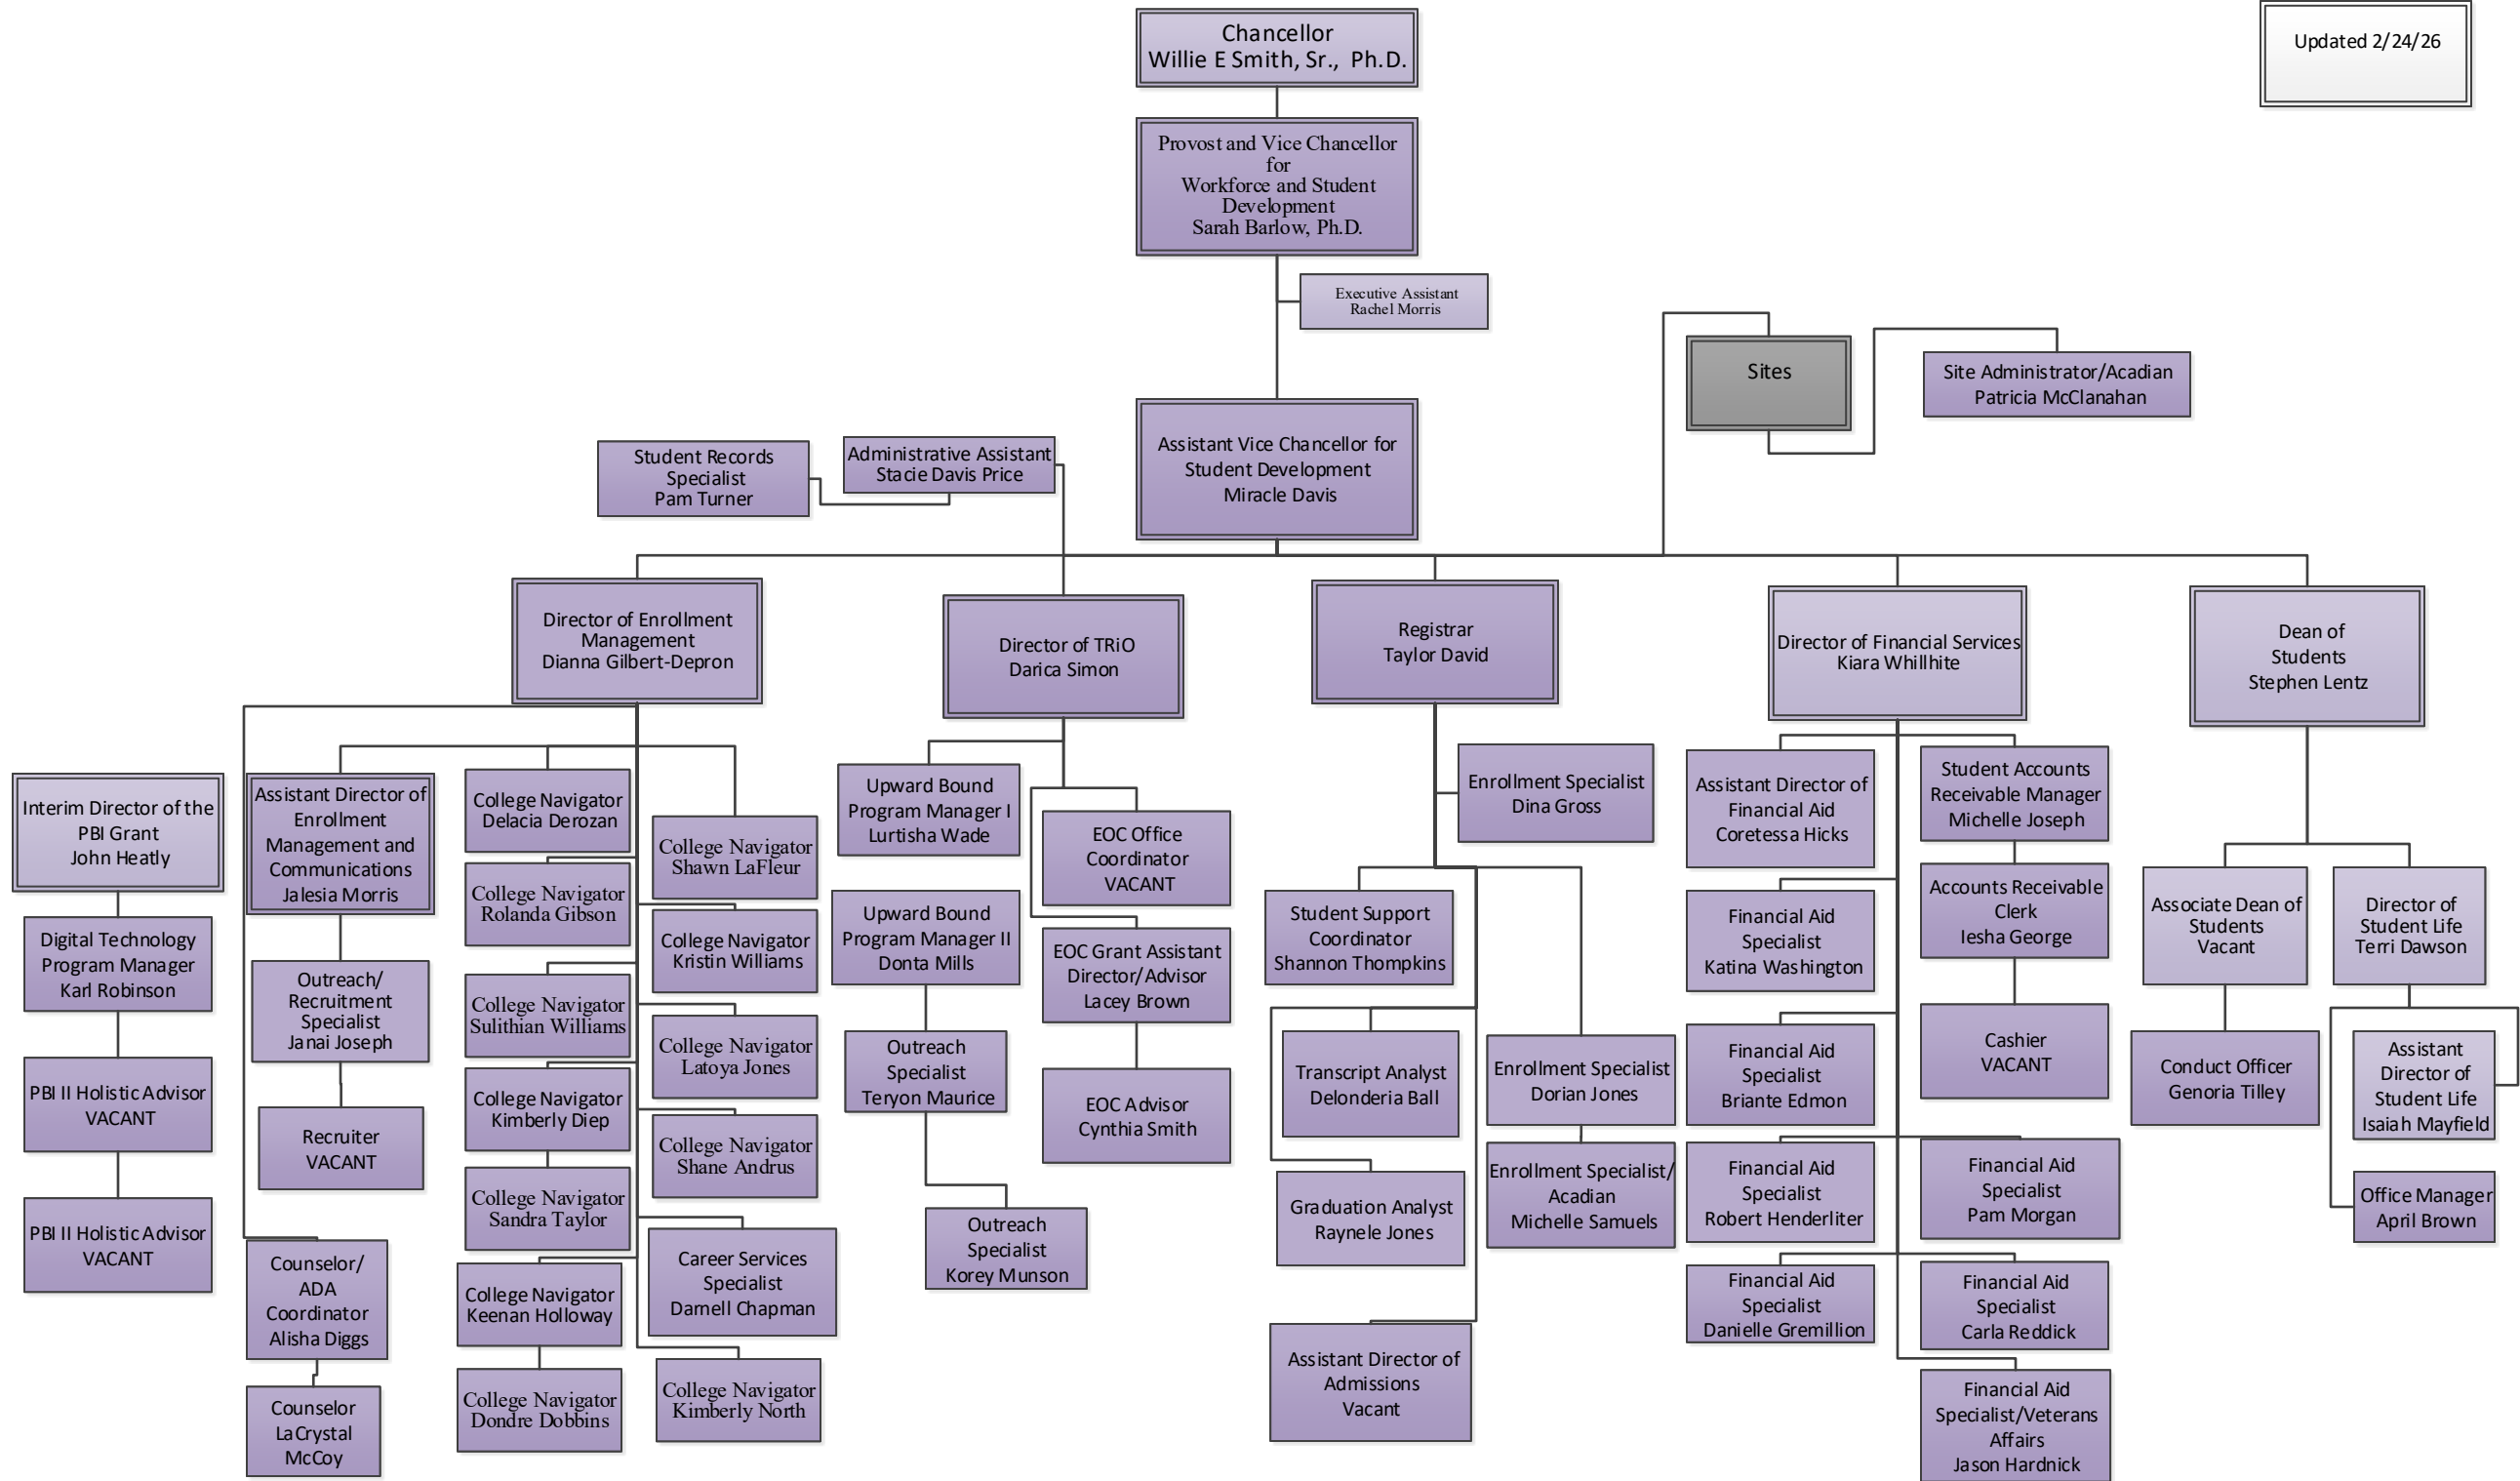 Chancellor
Willie E Smith, Sr., Ph.D.
Updated 2/24/26
Provost and Vice Chancellor
for
Workforce and Student
Development
Sarah Barlow, Ph.D.
Executive Assistant
Rachel Morris
Sites
Site Administrator/Acadian
Patricia McClanahan
Student Records
Specialist
Pam Turner
Administrative Assistant
Stacie Davis Price
Assistant Vice Chancellor for
Student Development
Miracle Davis
Director of Enrollment
Management
Dianna Gilbert-Depron
Director of TRiO
Darica Simon
Registrar
Taylor David
Director of Financial Services
Kiara Whillhite
Dean of
Students
Stephen Lentz
Interim Director of the
PBI Grant
John Heatly
Digital Technology
Program Manager
Karl Robinson
PBI II Holistic Advisor
VACANT
PBI II Holistic Advisor
VACANT
Assistant Director of
Enrollment
Management and
Communications
Jalesia Morris
Outreach/
Recruitment
Specialist
Janai Joseph
Recruiter
VACANT
Counselor/
ADA
Coordinator
Alisha Diggs
Counselor
LaCrystal
McCoy
College Navigator
Delacia Derozan
College Navigator
Rolanda Gibson
College Navigator
Sulithian Williams
College Navigator
Kimberly Diep
College Navigator
Sandra Taylor
College Navigator
Keenan Holloway
College Navigator
Dondre Dobbins
College Navigator
Shawn LaFleur
College Navigator
Kristin Williams
College Navigator
Latoya Jones
College Navigator
Shane Andrus
Career Services
Specialist
Darnell Chapman
College Navigator
Kimberly North
Upward Bound
Program Manager I
Lurtisha Wade
Upward Bound
Program Manager II
Donta Mills
Outreach
Specialist
Teryon Maurice
Outreach
Specialist
Korey Munson
EOC Office
Coordinator
VACANT
EOC Grant Assistant
Director/Advisor
Lacey Brown
EOC Advisor
Cynthia Smith
Enrollment Specialist
Dina Gross
Student Support
Coordinator
Shannon Thompkins
Transcript Analyst
Delonderia Ball
Graduation Analyst
Raynele Jones
Assistant Director of
Admissions
Vacant
Enrollment Specialist
Dorian Jones
Enrollment Specialist/
Acadian
Michelle Samuels
Assistant Director of
Financial Aid
Coretessa Hicks
Financial Aid
Specialist
Katina Washington
Financial Aid
Specialist
Briante Edmon
Financial Aid
Specialist
Robert Henderliter
Financial Aid
Specialist
Danielle Gremillion
Student Accounts
Receivable Manager
Michelle Joseph
Accounts Receivable
Clerk
Iesha George
Cashier
VACANT
Financial Aid
Specialist
Pam Morgan
Financial Aid
Specialist
Carla Reddick
Financial Aid
Specialist/Veterans
Affairs
Jason Hardnick
Associate Dean of
Students
Vacant
Conduct Officer
Genoria Tilley
Director of
Student Life
Terri Dawson
Assistant
Director of
Student Life
Isaiah Mayfield
Office Manager
April Brown